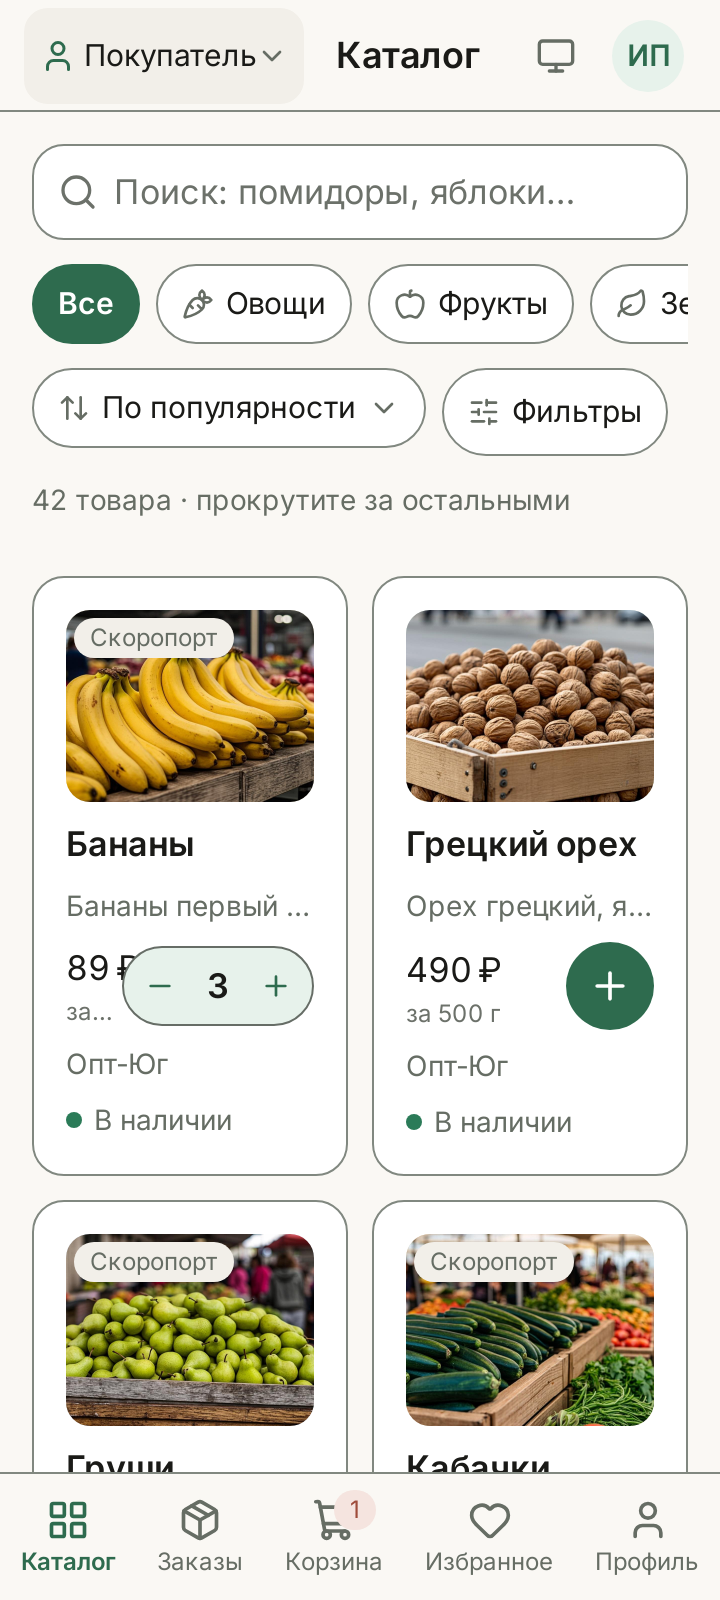 Покупатель
Каталог
ИП
Поиск: помидоры, яблоки...
Все
Овощи
Фрукты
По популярности
Фильтры
42 товара · прокрутите за остальными
Скоропорт
Бананы
Бананы первый ...
89 ₽
3
за...
Опт-Юг
В наличии
Грецкий орех
Орех грецкий, я...
490 ₽
за 500 г
Опт-Юг
В наличии
Скоропорт
Груши
Скоропорт
Кабачки
Каталог
Заказы
1
Корзина
Избранное
Профиль